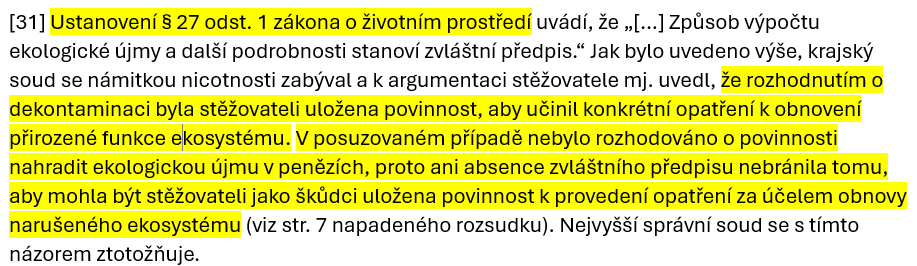 [31] Ustanovení § 27 odst. 1 zákona o životním prostředí uvádí, že „[...] Způsob výpočtu
ekologické újmy a další podrobnosti stanoví zvláštní předpis.“ Jak bylo uvedeno výše, krajský
soud se námitkou nicotnosti zabýval a k argumentaci stěžovatele mj. uvedl, že rozhodnutím o
dekontaminaci byla stěžovateli uložena povinnost, aby učinil konkrétní opatření k obnovení
přirozené funkce ekosystému. V posuzovaném případě nebylo rozhodováno o povinnosti
nahradit ekologickou újmu v penězích, proto ani absence zvláštního předpisu nebránila tomu,
aby mohla být stěžovateli jako škůdci uložena povinnost k provedení opatření za účelem obnovy
narušeného ekosystému (viz str. 7 napadeného rozsudku). Nejvyšší správní soud se s tímto
názorem ztotožňuje.